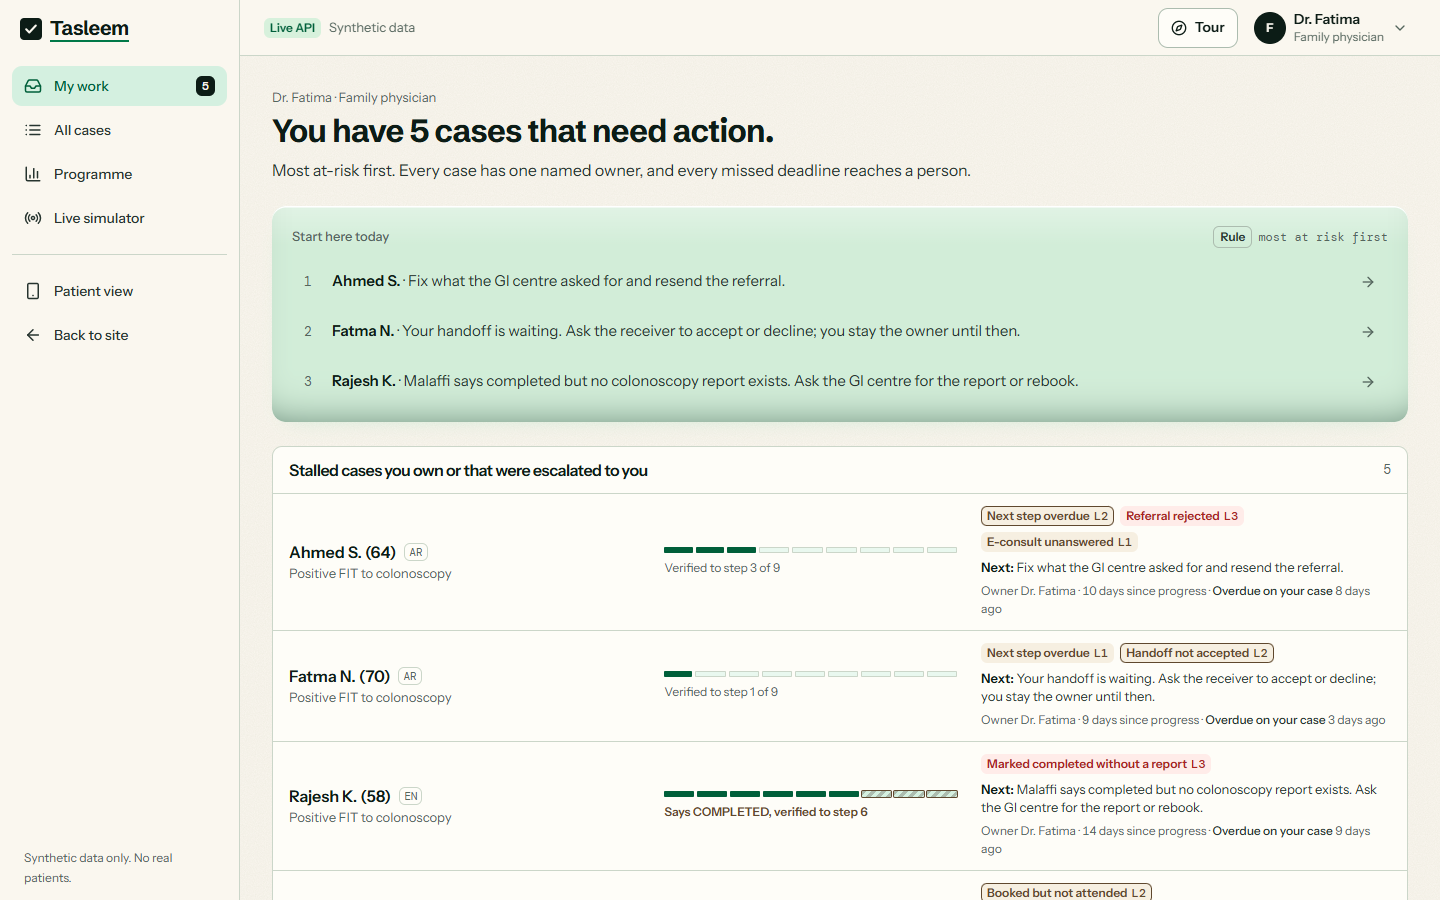 Tasleem
My work
5
All cases
Programme
Live simulator
Patient view
Back to site
Synthetic data only. No real
patients.
Live API
Synthetic data
Tour
F
Dr. Fatima
Family physician
Dr. Fatima · Family physician
You have 5 cases that need action.
Most at-risk first. Every case has one named owner, and every missed deadline reaches a person.
Start here today
Rule most at risk first
1 Ahmed S. · Fix what the GI centre asked for and resend the referral.
2 Fatma N. · Your handoff is waiting. Ask the receiver to accept or decline; you stay the owner until then.
3 Rajesh K. · Malaffi says completed but no colonoscopy report exists. Ask the GI centre for the report or rebook.
Stalled cases you own or that were escalated to you
5
Ahmed S. (64) AR
Positive FIT to colonoscopy
Verified to step 3 of 9
Next step overdue L2 Referral rejected L3
E-consult unanswered L1
Next: Fix what the GI centre asked for and resend the referral.
Owner Dr. Fatima · 10 days since progress · Overdue on your case 8 days
ago
Fatma N. (70) AR
Positive FIT to colonoscopy
Verified to step 1 of 9
Next step overdue L1 Handoff not accepted L2
Next: Your handoff is waiting. Ask the receiver to accept or decline;
you stay the owner until then.
Owner Dr. Fatima · 9 days since progress · Overdue on your case 3 days ago
Rajesh K. (58) EN
Positive FIT to colonoscopy
Says COMPLETED, verified to step 6
Marked completed without a report L3
Next: Malaffi says completed but no colonoscopy report exists. Ask
the GI centre for the report or rebook.
Owner Dr. Fatima · 14 days since progress · Overdue on your case 9 days
ago
Booked but not attended L2